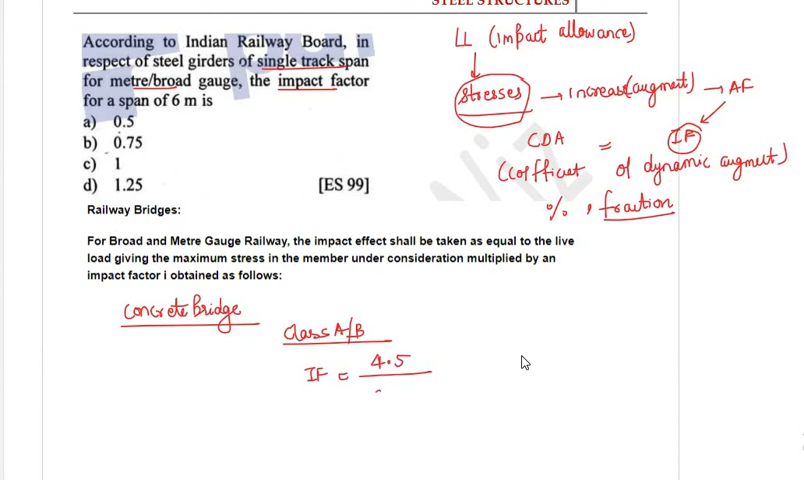 STEEL STRUCTURES
According to Indian Railway Board, in
respect of steel girders of single track span
for metre/broad gauge, the impact factor
for a span of 6 m is
a) 0.5
b) 0.75
c) 1
d) 1.25 [ES 99]
LL (impact allowance)
Stresses → increase (augment) → AF
CDA = IF
(Cofficient of dynamic augment)
% , fraction
Railway Bridges:
For Broad and Metre Gauge Railway, the impact effect shall be taken as equal to the live
load giving the maximum stress in the member under consideration multiplied by an
impact factor i obtained as follows:
Concrete Bridge
Class A/B
IF = 4.5